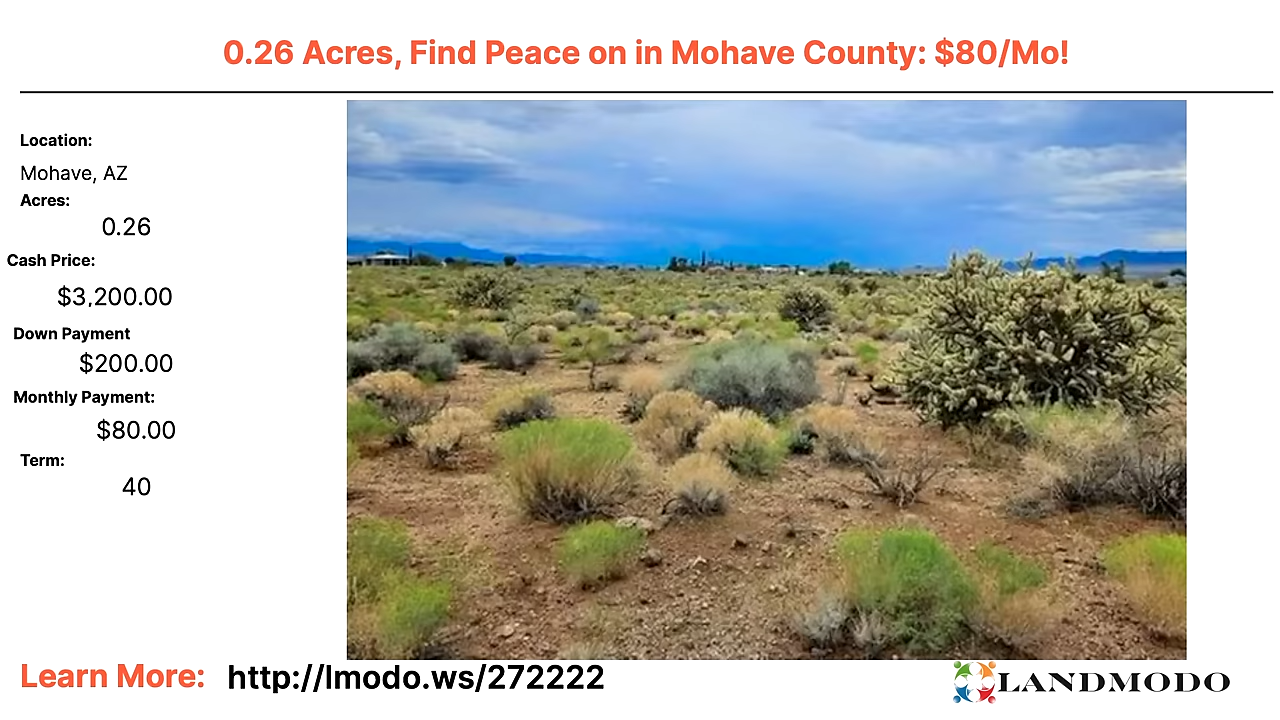 0.26 Acres, Find Peace on in Mohave County: $80/Mo!
Location:
Mohave, AZ
Acres:
0.26
Cash Price:
$3,200.00
Down Payment
$200.00
Monthly Payment:
$80.00
Term:
40
Learn More: http://lmodo.ws/272222
LANDMODO